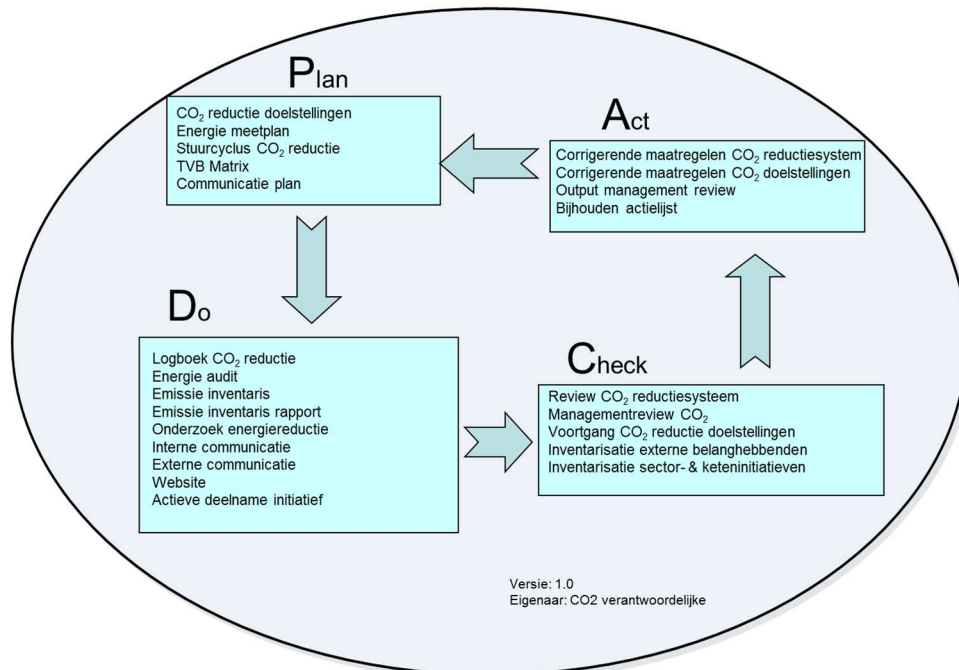 Plan
CO₂ reductie doelstellingen
Energie meetplan
Stuurcyclus CO₂ reductie
TVB Matrix
Communicatie plan
Act
Corrigerende maatregelen CO₂ reductiesystem
Corrigerende maatregelen CO₂ doelstellingen
Output management review
Bijhouden actielijst
Do
Logboek CO₂ reductie
Energie audit
Emissie inventaris
Emissie inventaris rapport
Onderzoek energiereductie
Interne communicatie
Externe communicatie
Website
Actieve deelname initiatief
Check
Review CO₂ reductiesysteem
Managementreview CO₂
Voortgang CO₂ reductie doelstellingen
Inventarisatie externe belanghebbenden
Inventarisatie sector- & keteninitiatieven
Versie: 1.0
Eigenaar: CO2 verantwoordelijke